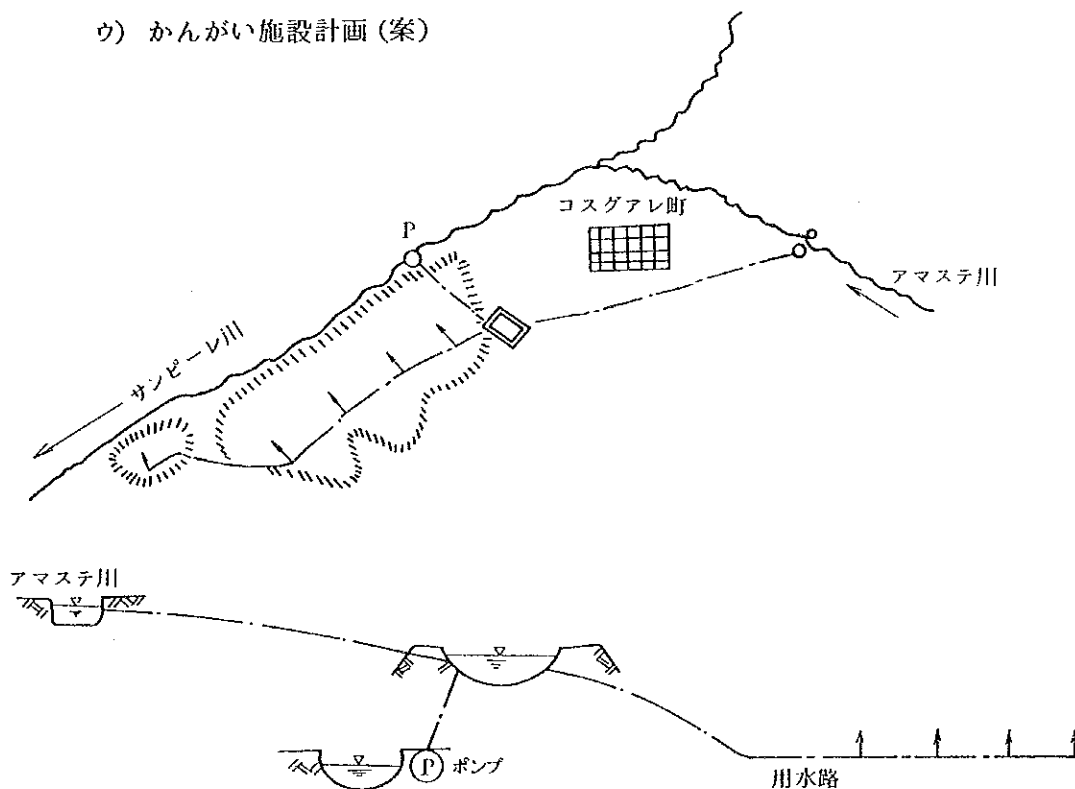 ウ) かんがい施設計画 (案)
コスグアレ町
P
アマステ川
サンピーレ川
アマステ川
P ポンプ
用水路